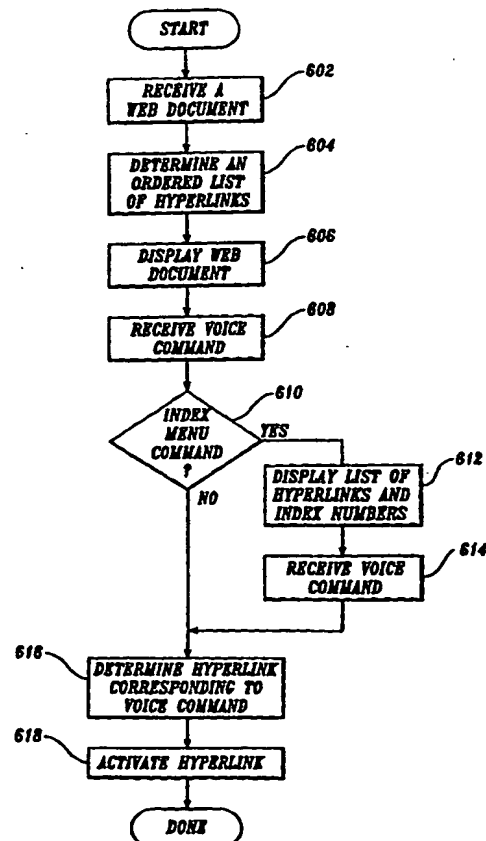 START
602
RECEIVE A
WEB DOCUMENT
604
DETERMINE AN
ORDERED LIST
OF HYPERLINKS
606
DISPLAY WEB
DOCUMENT
608
RECEIVE VOICE
COMMAND
610
INDEX
MENU
COMMAND
?
YES
NO
612
DISPLAY LIST OF
HYPERLINKS AND
INDEX NUMBERS
614
RECEIVE VOICE
COMMAND
616
DETERMINE HYPERLINK
CORRESPONDING TO
VOICE COMMAND
618
ACTIVATE HYPERLINK
DONE